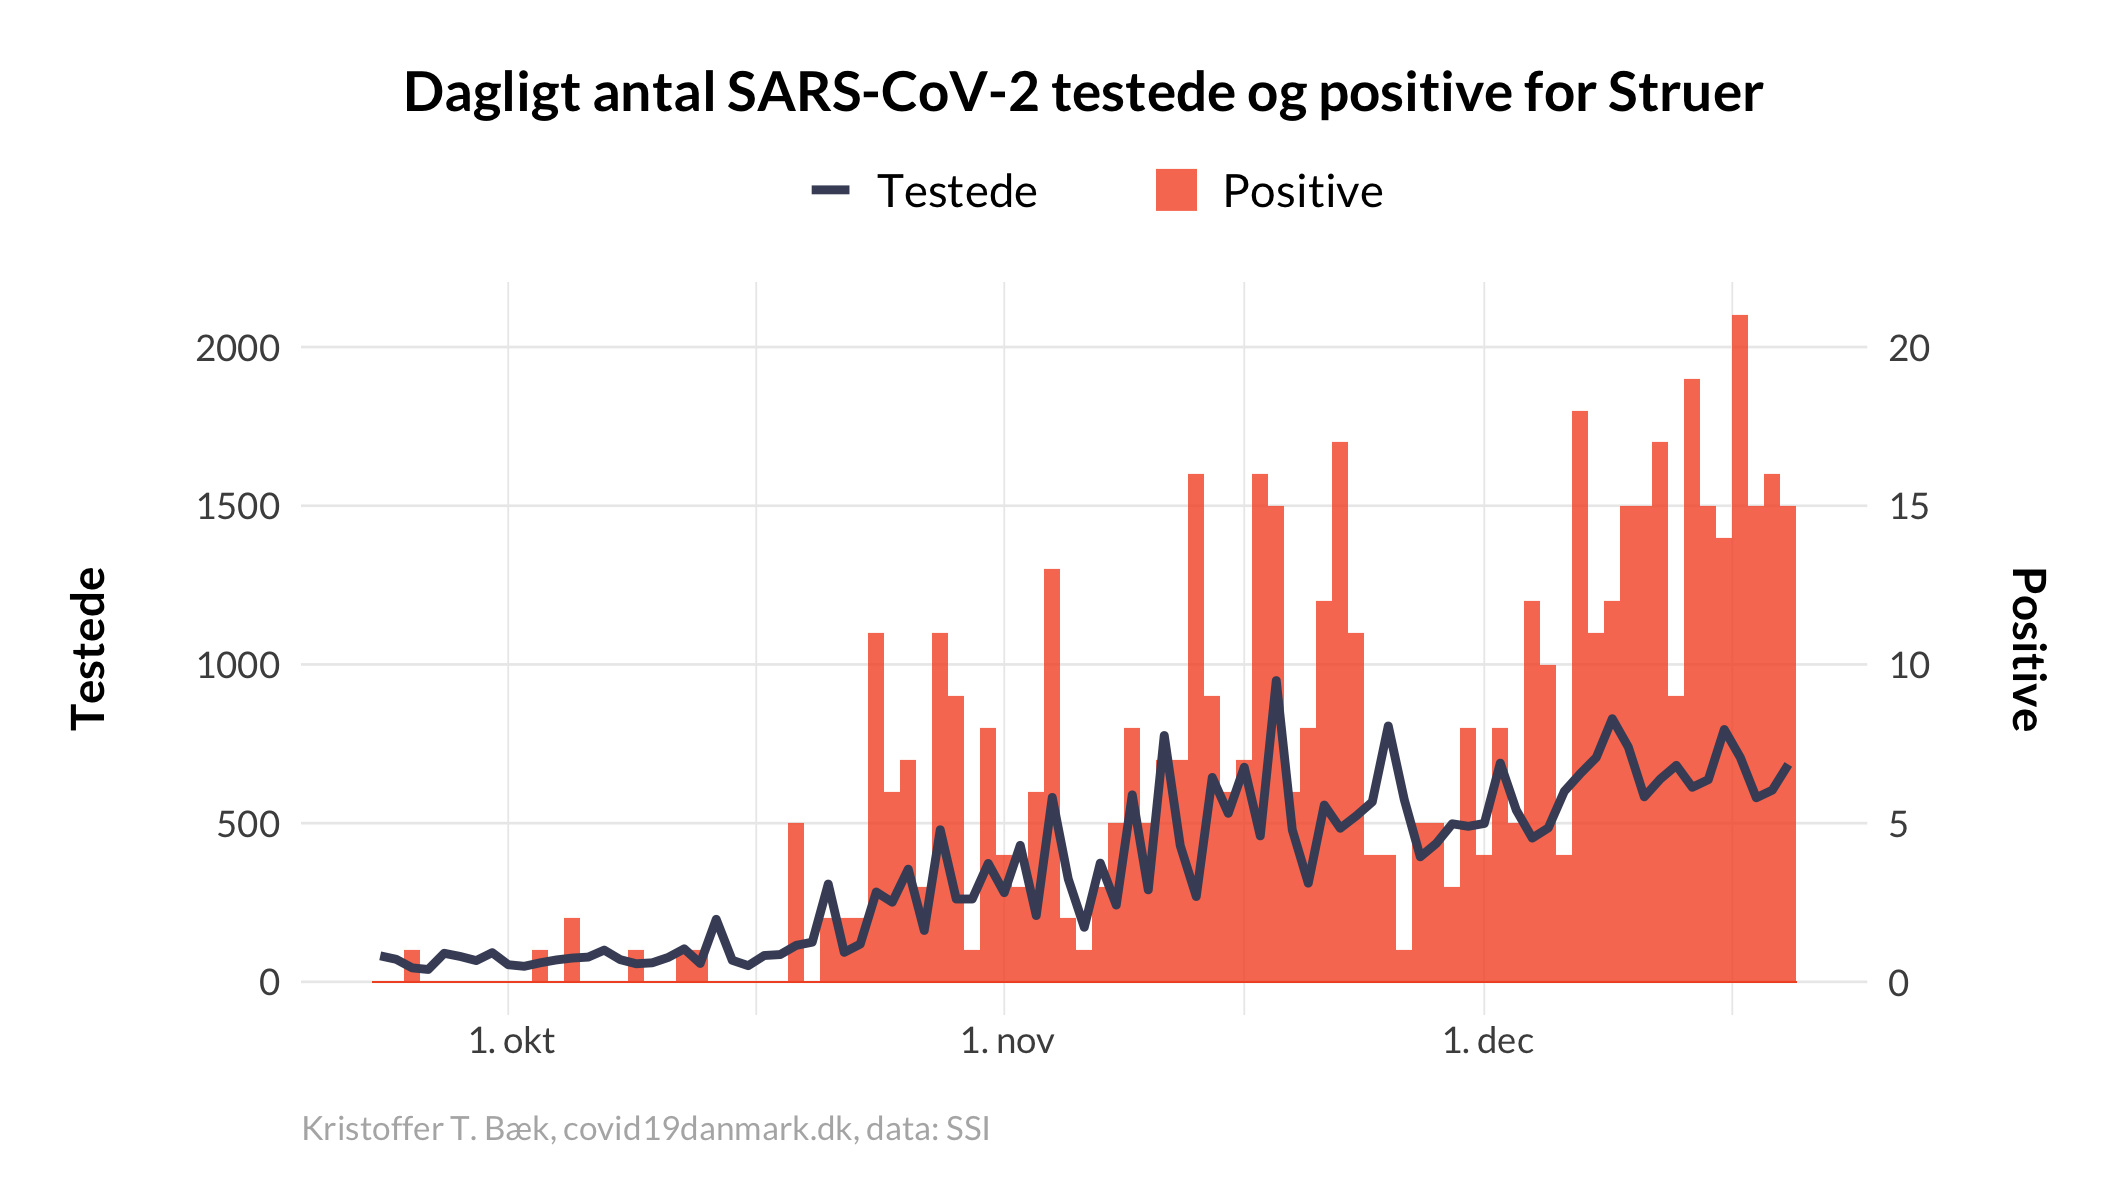 Dagligt antal SARS-CoV-2 testede og positive for Struer
Testede
Positive
2000
1500
1000
500
0
Testede
20
15
10
5
0
Positive
1. okt
1. nov
1. dec
Kristoffer T. Bæk, covid19danmark.dk, data: SSI